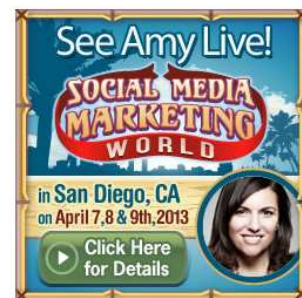 See Amy Live!
SOCIAL MEDIA
MARKETING
WORLD
in San Diego, CA
on April 7,8 & 9th,2013
Click Here
for Details